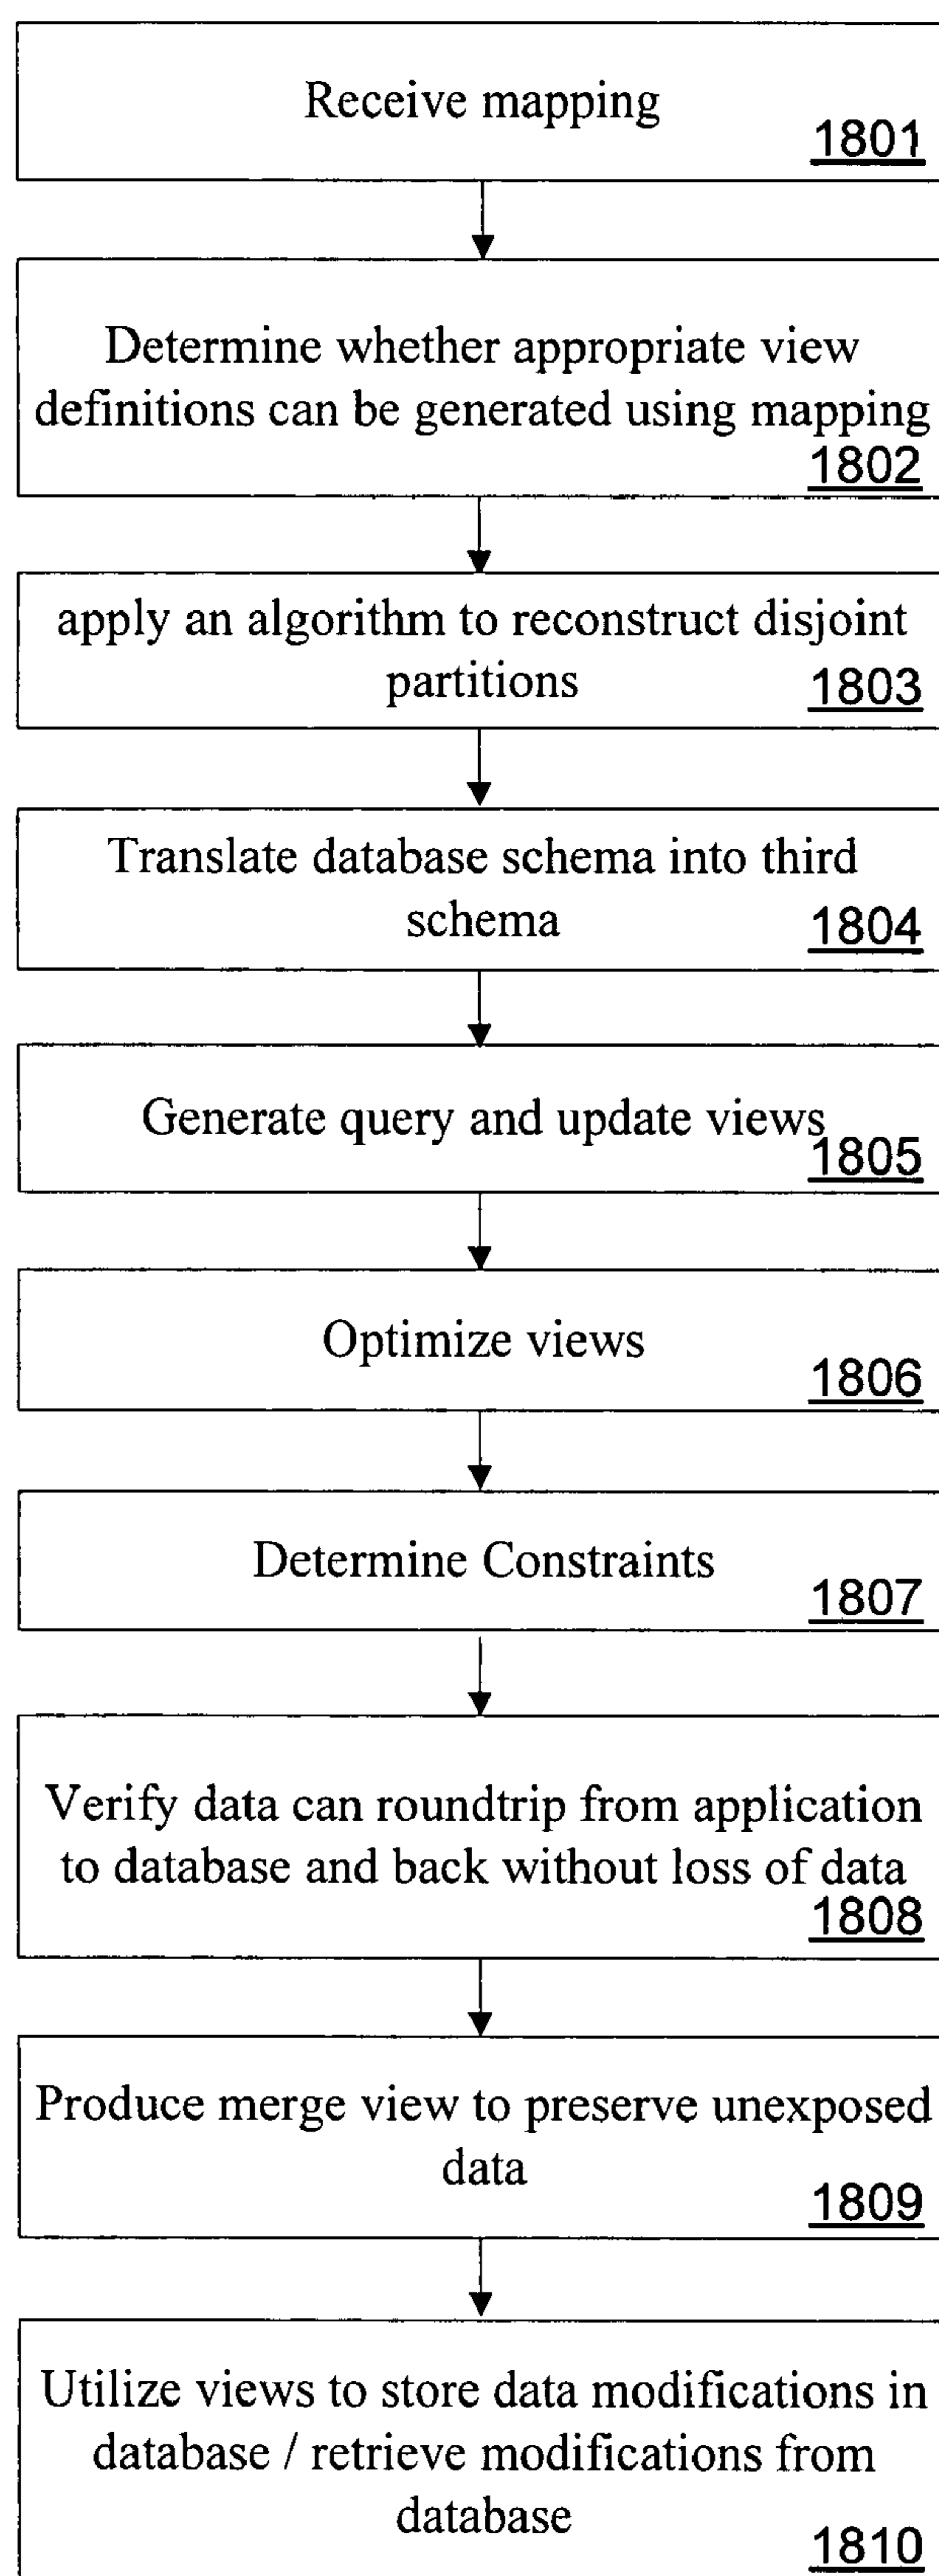 Receive mapping
1801
Determine whether appropriate view
definitions can be generated using mapping
1802
apply an algorithm to reconstruct disjoint
partitions
1803
Translate database schema into third
schema
1804
Generate query and update views
1805
Optimize views
1806
Determine Constraints
1807
Verify data can roundtrip from application
to database and back without loss of data
1808
Produce merge view to preserve unexposed
data
1809
Utilize views to store data modifications in
database / retrieve modifications from
database
1810